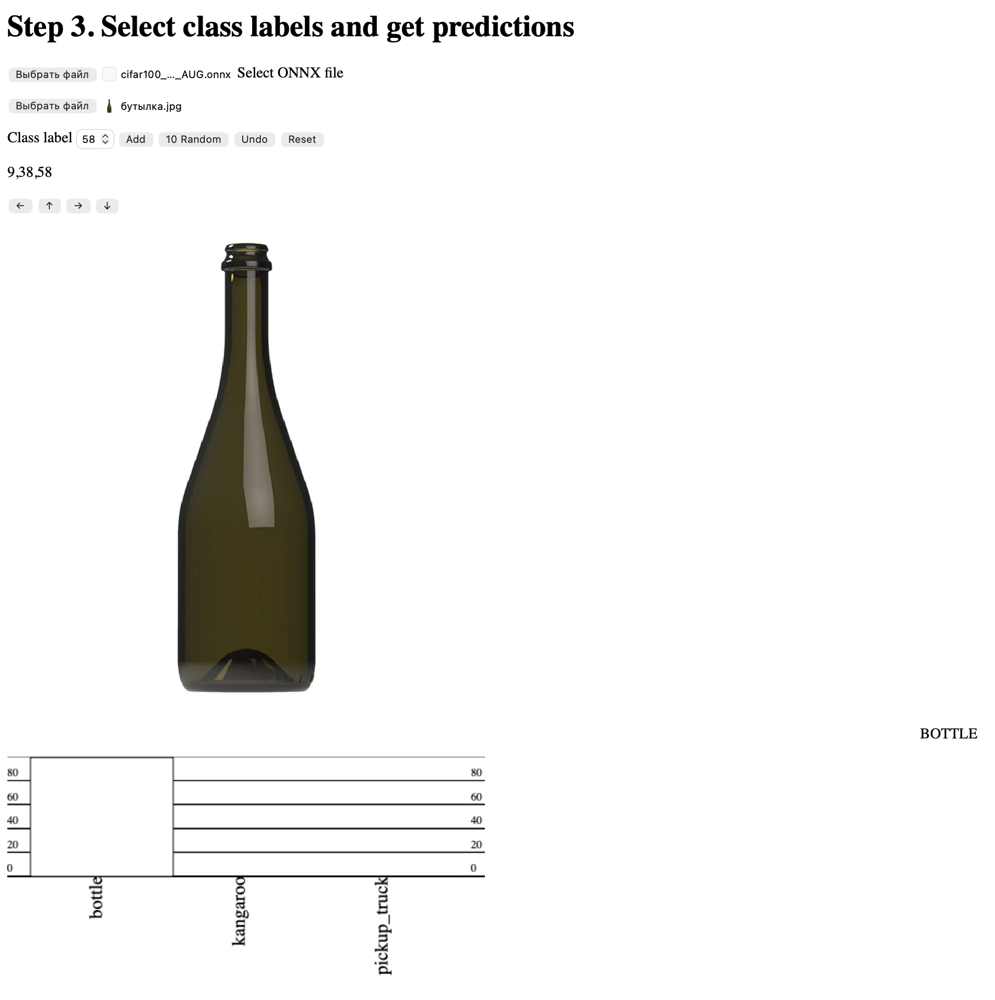 Step 3. Select class labels and get predictions
Выбрать файл cifar100_..._AUG.onnx Select ONNX file
Выбрать файл бутылка.jpg
Class label 58 Add 10 Random Undo Reset
9,38,58
← ↑ → ↓
BOTTLE
80 80
60 60
40 40
20 20
0 0
bottle
kangaroo
pickup_truck